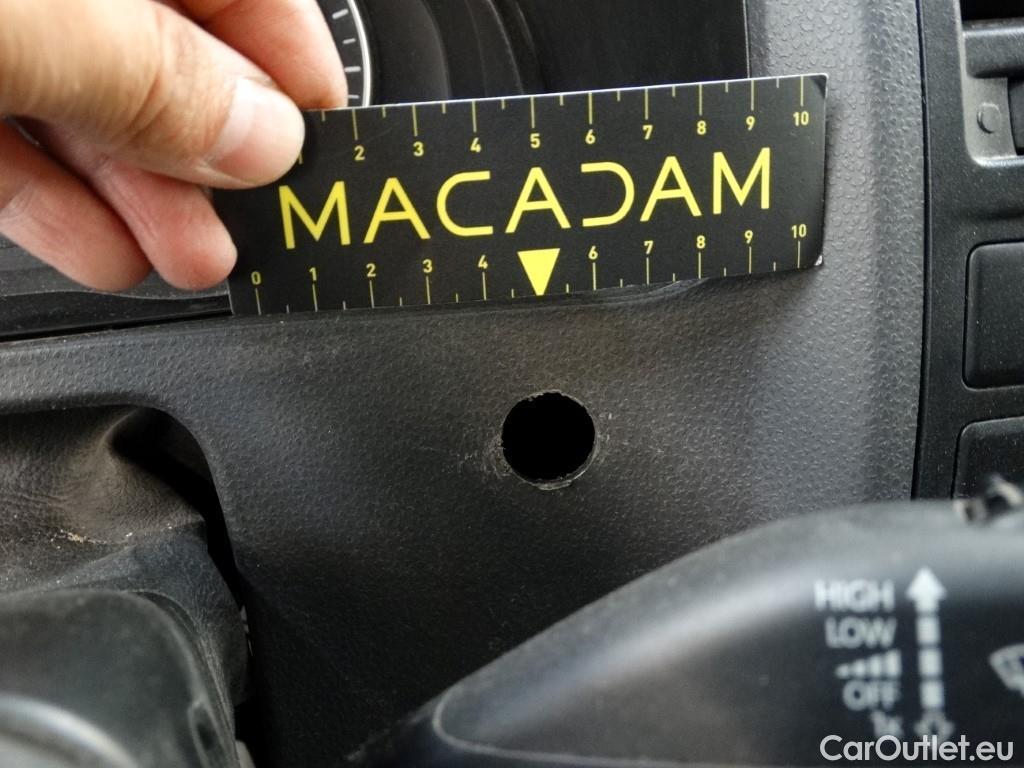 1 2 3 4 5 6 7 8 9 10
MACADAM
0 1 2 3 4 6 7 8 9 10
HIGH
LOW
OFF
1x
CarOutlet.eu